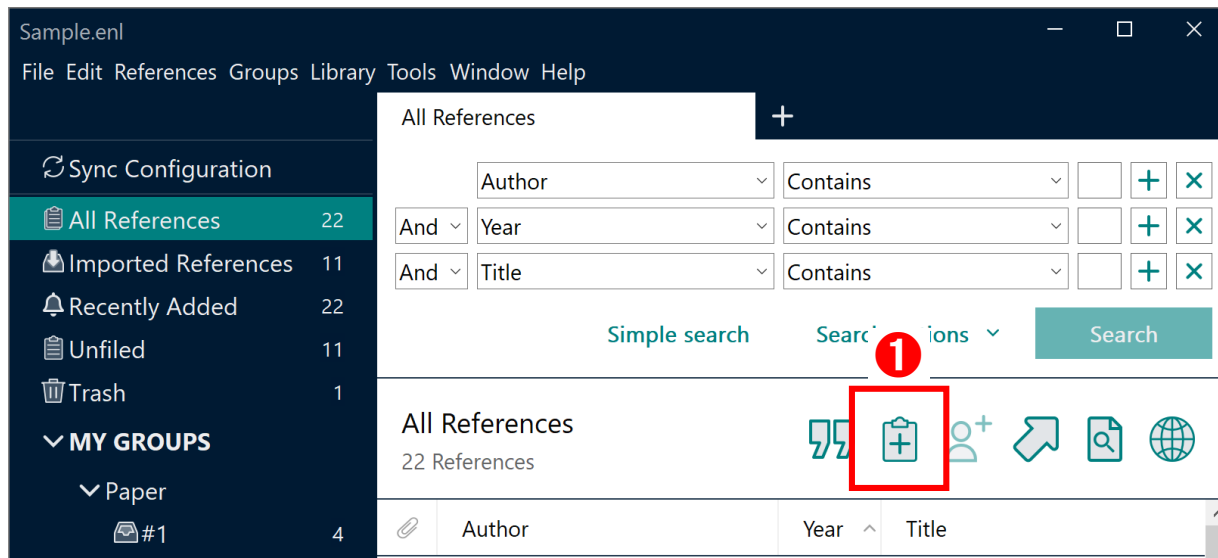 Sample.enl
File Edit References Groups Library Tools Window Help
All References
Sync Configuration
All References 22
Imported References 11
Recently Added 22
Unfiled 11
Trash 1
MY GROUPS
Paper
#1 4
Author Contains
And Year Contains
And Title Contains
Simple search Search
1
All References
22 References
Author Year Title